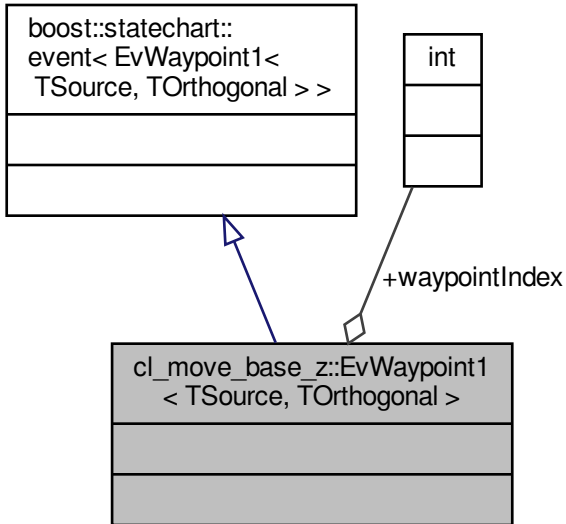 boost::statechart::
event< EvWaypoint1<
TSource, TOrthogonal > >
int
+waypointIndex
cl_move_base_z::EvWaypoint1
< TSource, TOrthogonal >